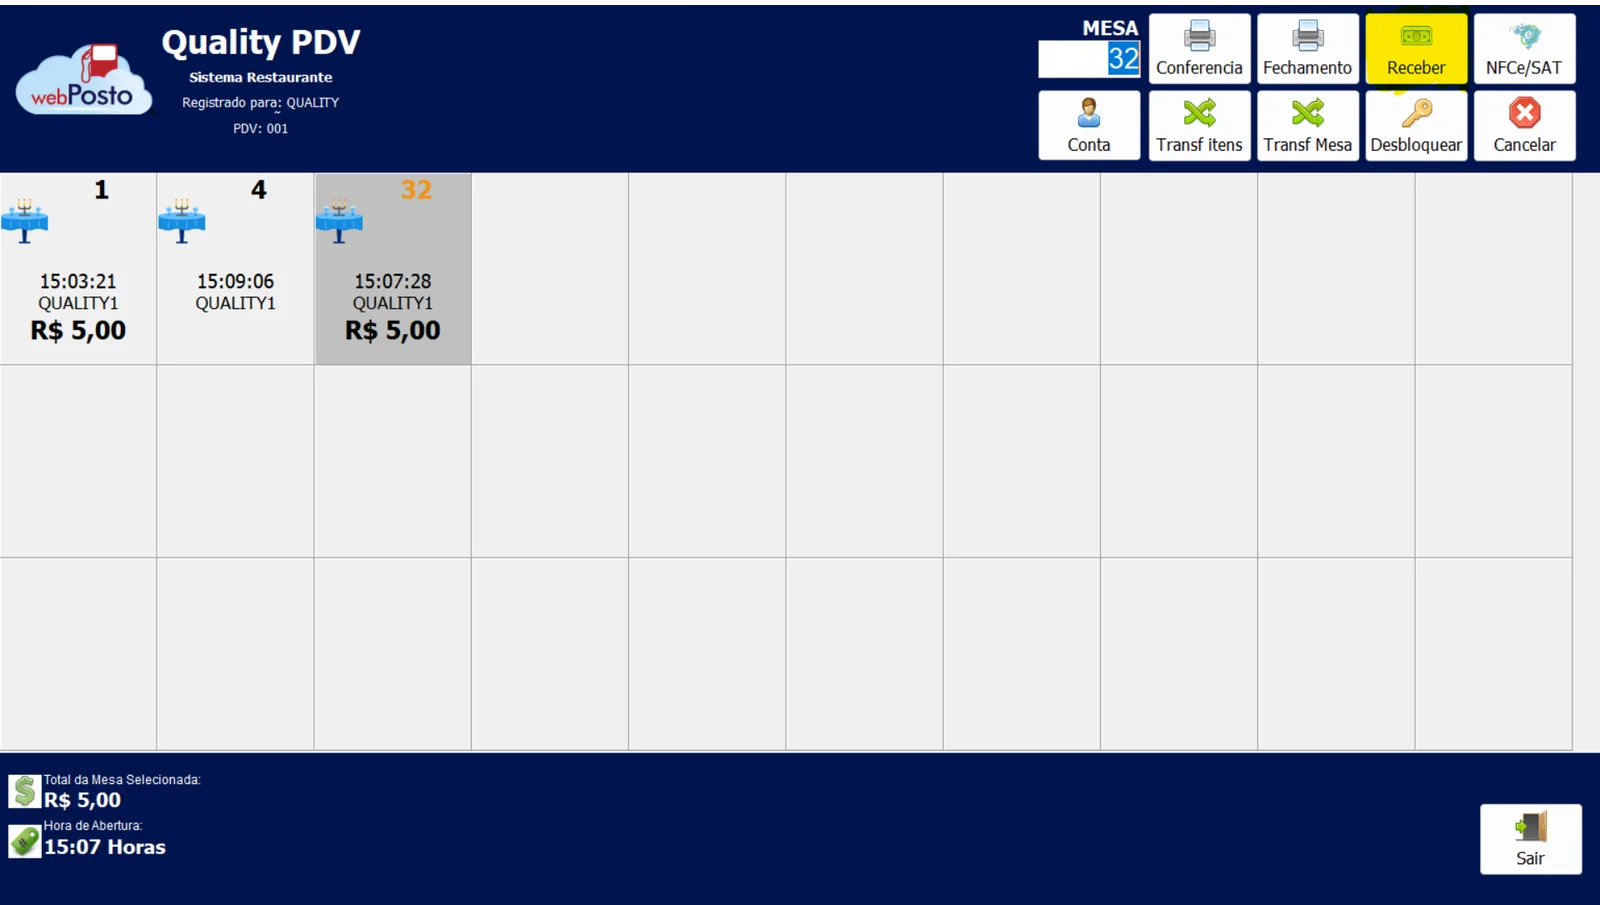 webPosto
Quality PDV
Sistema Restaurante
Registrado para: QUALITY
~
PDV: 001
MESA
32
Conferencia
Fechamento
Receber
NFCe/SAT
Conta
Transf itens
Transf Mesa
Desbloquear
Cancelar
1
15:03:21
QUALITY1
R$ 5,00
4
15:09:06
QUALITY1
32
15:07:28
QUALITY1
R$ 5,00
Total da Mesa Selecionada:
R$ 5,00
Hora de Abertura:
15:07 Horas
Sair